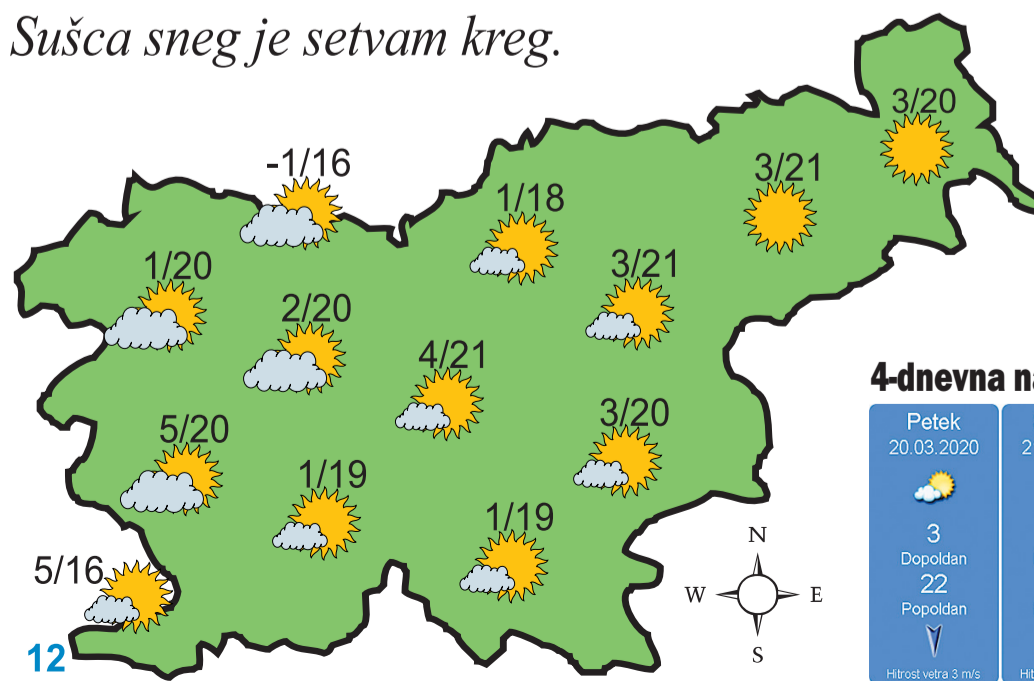 Sušca sneg je setvam kreg.
3/20
-1/16
3/21
1/18
1/20
3/21
2/20
4/21
3/20
5/20
1/19
1/19
5/16
12
N
W E
S
4-dnevna
Petek
20.03.2020
3
Dopoldan
22
Popoldan
Hitrost vetra 3 m/s